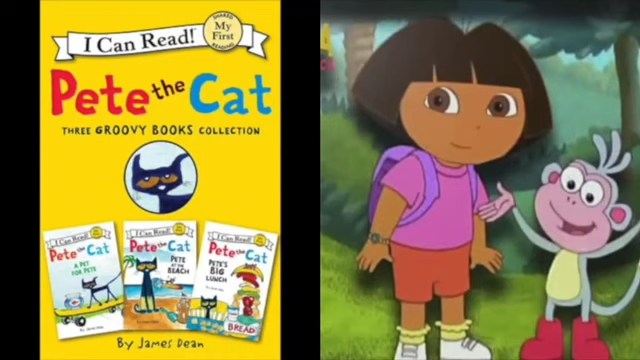 I Can Read!
SHARED
My
First
READING
Pete the Cat
THREE GROOVY BOOKS COLLECTION
I Can Read!
Pete the Cat
A PET
FOR PETE
I Can Read!
Pete the Cat
PETE
AT THE
BEACH
I Can Read!
Pete the Cat
PETE'S
BIG
LUNCH
BREAD
By JAMES DEAN